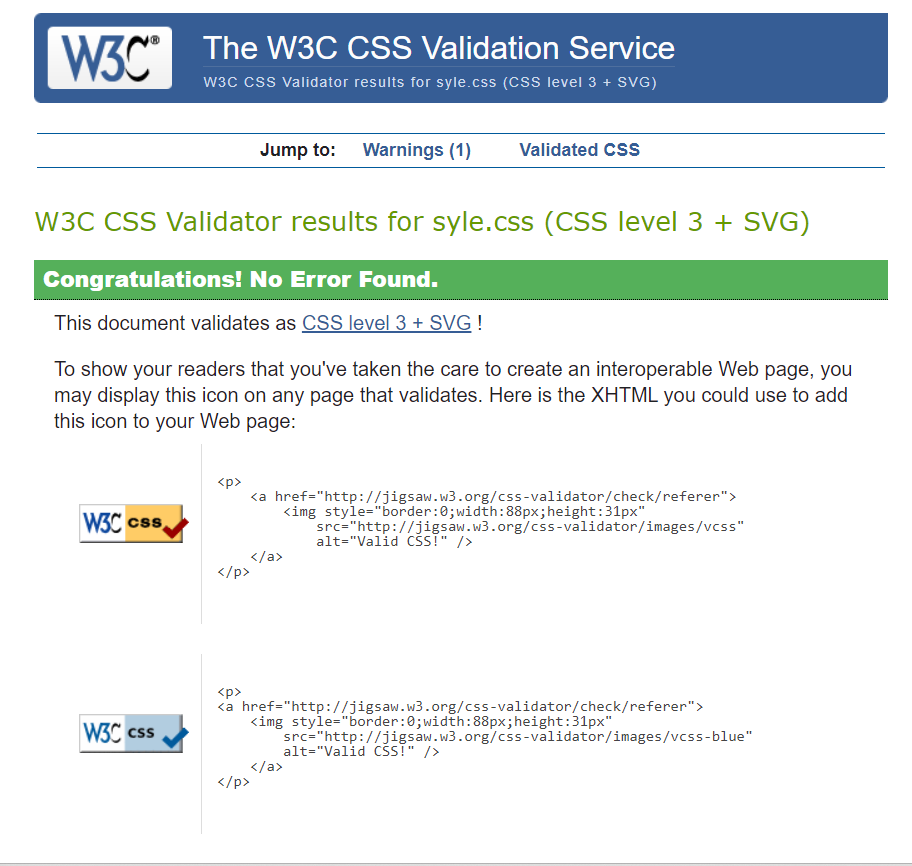 W3C® The W3C CSS Validation Service
W3C CSS Validator results for syle.css (CSS level 3 + SVG)
Jump to: Warnings (1) Validated CSS
W3C CSS Validator results for syle.css (CSS level 3 + SVG)
Congratulations! No Error Found.
This document validates as CSS level 3 + SVG !
To show your readers that you've taken the care to create an interoperable Web page, you
may display this icon on any page that validates. Here is the XHTML you could use to add
this icon to your Web page:
W3C css
<p>
    <a href="http://jigsaw.w3.org/css-validator/check/referer">
        <img style="border:0;width:88px;height:31px"
            src="http://jigsaw.w3.org/css-validator/images/vcss"
            alt="Valid CSS!" />
    </a>
</p>
W3C css
<p>
<a href="http://jigsaw.w3.org/css-validator/check/referer">
    <img style="border:0;width:88px;height:31px"
        src="http://jigsaw.w3.org/css-validator/images/vcss-blue"
        alt="Valid CSS!" />
    </a>
</p>